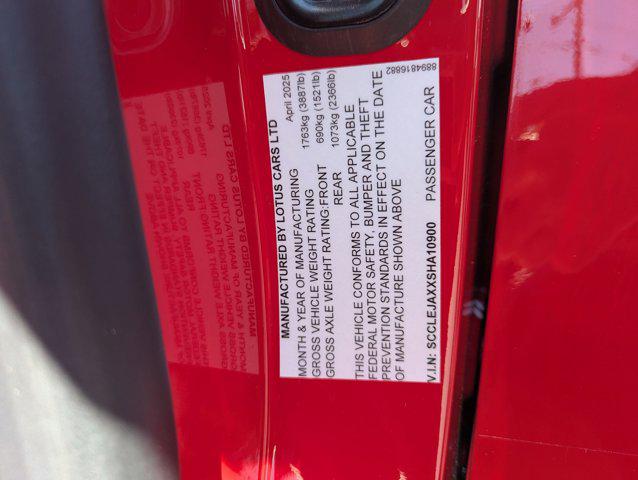 MANUFACTURED BY LOTUS CARS LTD
MONTH & YEAR OF MANUFACTURING April 2025
GROSS VEHICLE WEIGHT RATING 1763kg (3887lb)
GROSS AXLE WEIGHT RATING:FRONT 690kg (1521lb)
REAR 1073kg (2366lb)
THIS VEHICLE CONFORMS TO ALL APPLICABLE
FEDERAL MOTOR SAFETY, BUMPER AND THEFT
PREVENTION STANDARDS IN EFFECT ON THE DATE
OF MANUFACTURE SHOWN ABOVE
V.I.N: SCCLEJAXXSHA10900 PASSENGER CAR 8894816882